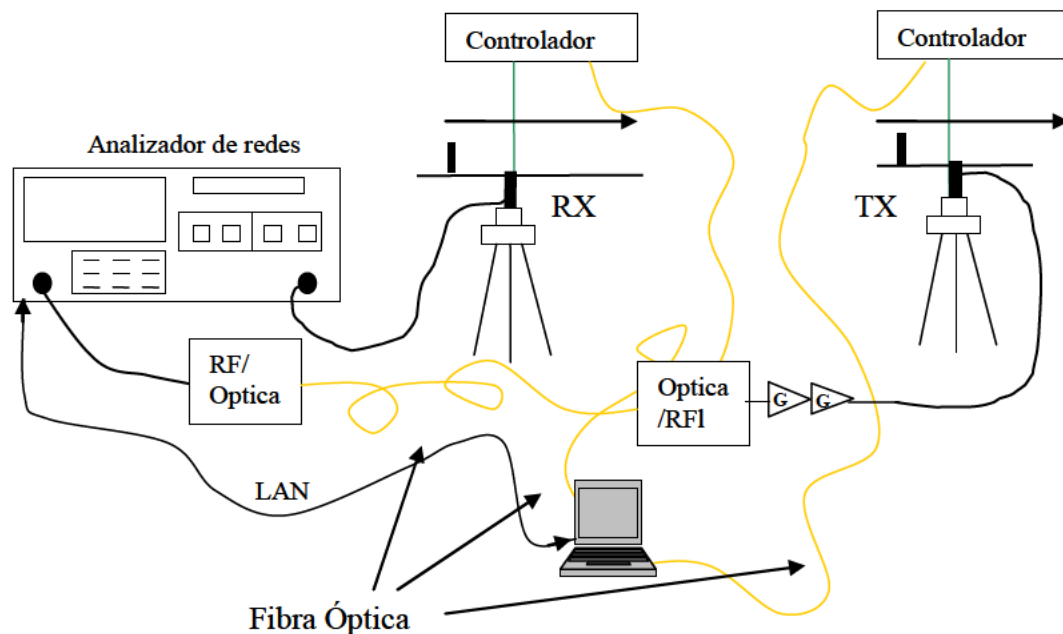 Controlador
Controlador
Analizador de redes
RX
TX
RF/
Optica
Optica
/RFl
G
G
LAN
Fibra Óptica